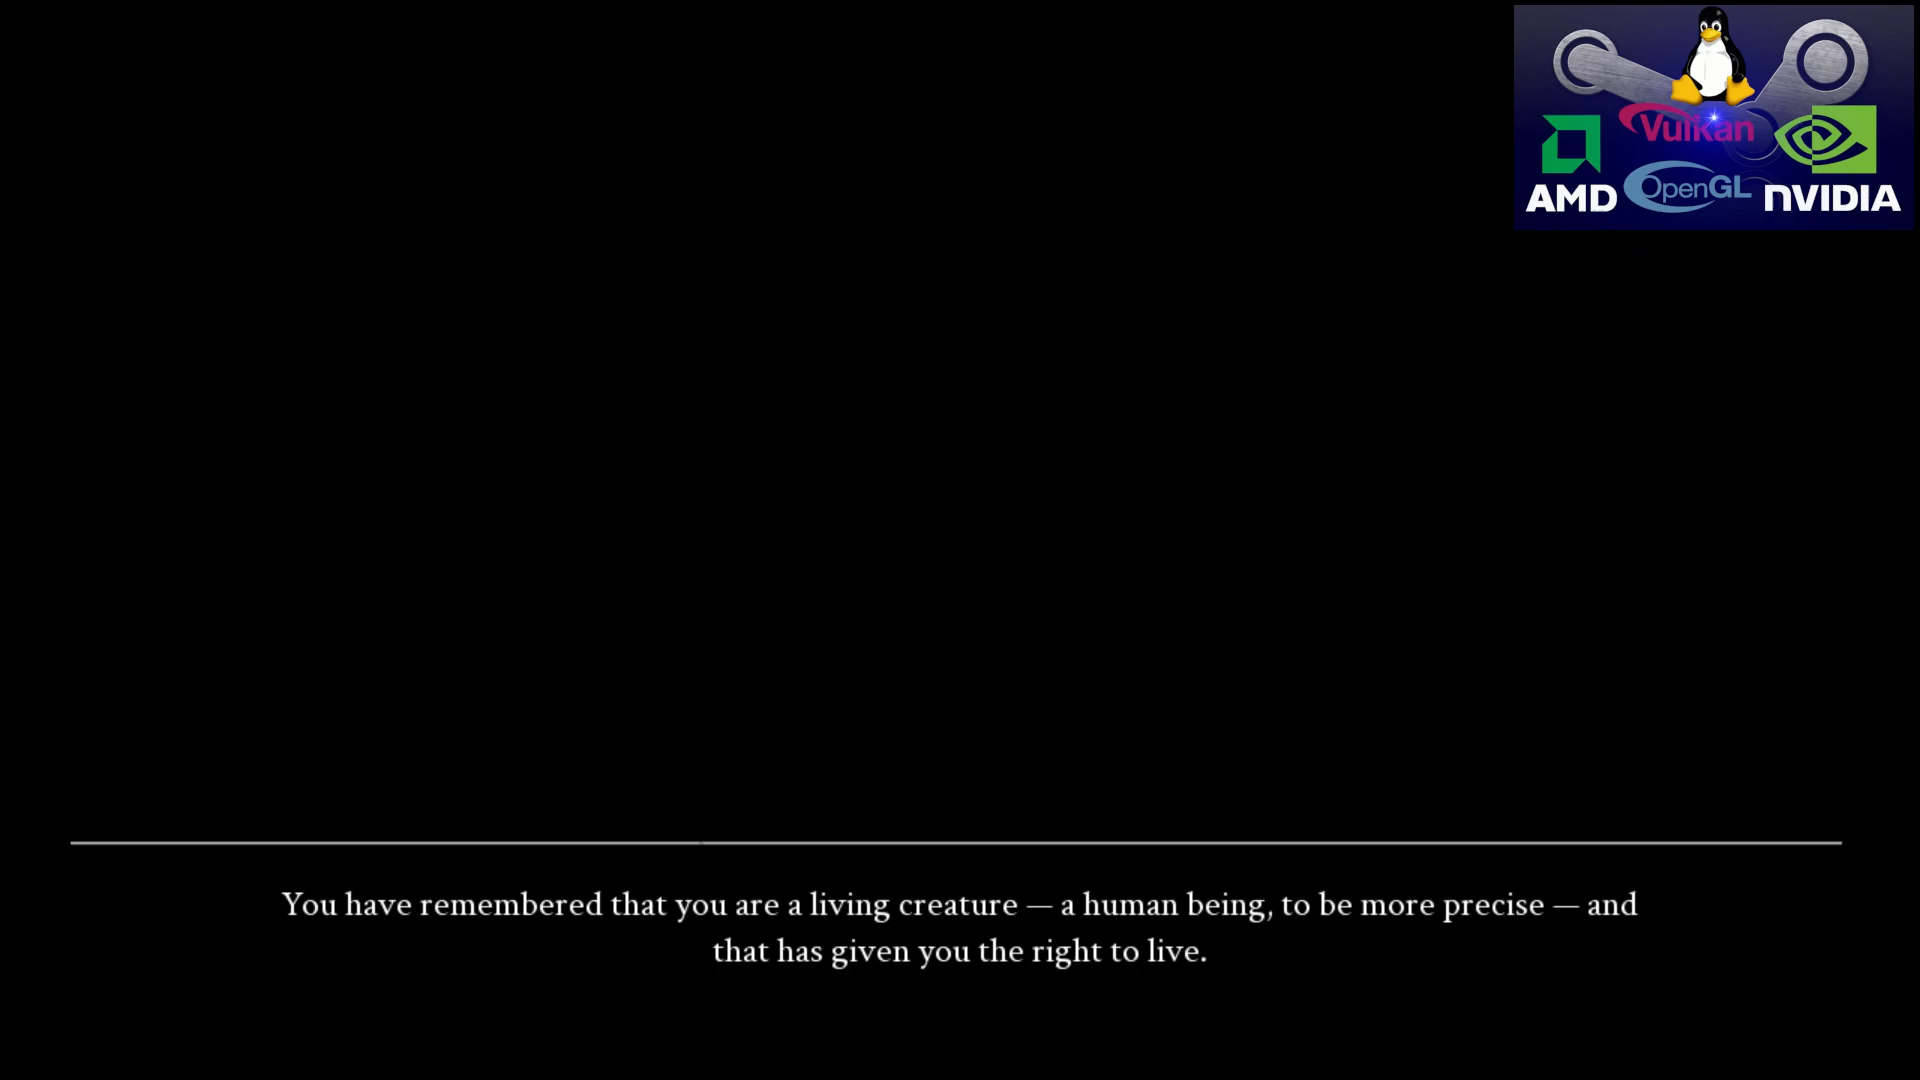 Vulkan
AMD
OpenGL
NVIDIA
You have remembered that you are a living creature — a human being, to be more precise — and
that has given you the right to live.